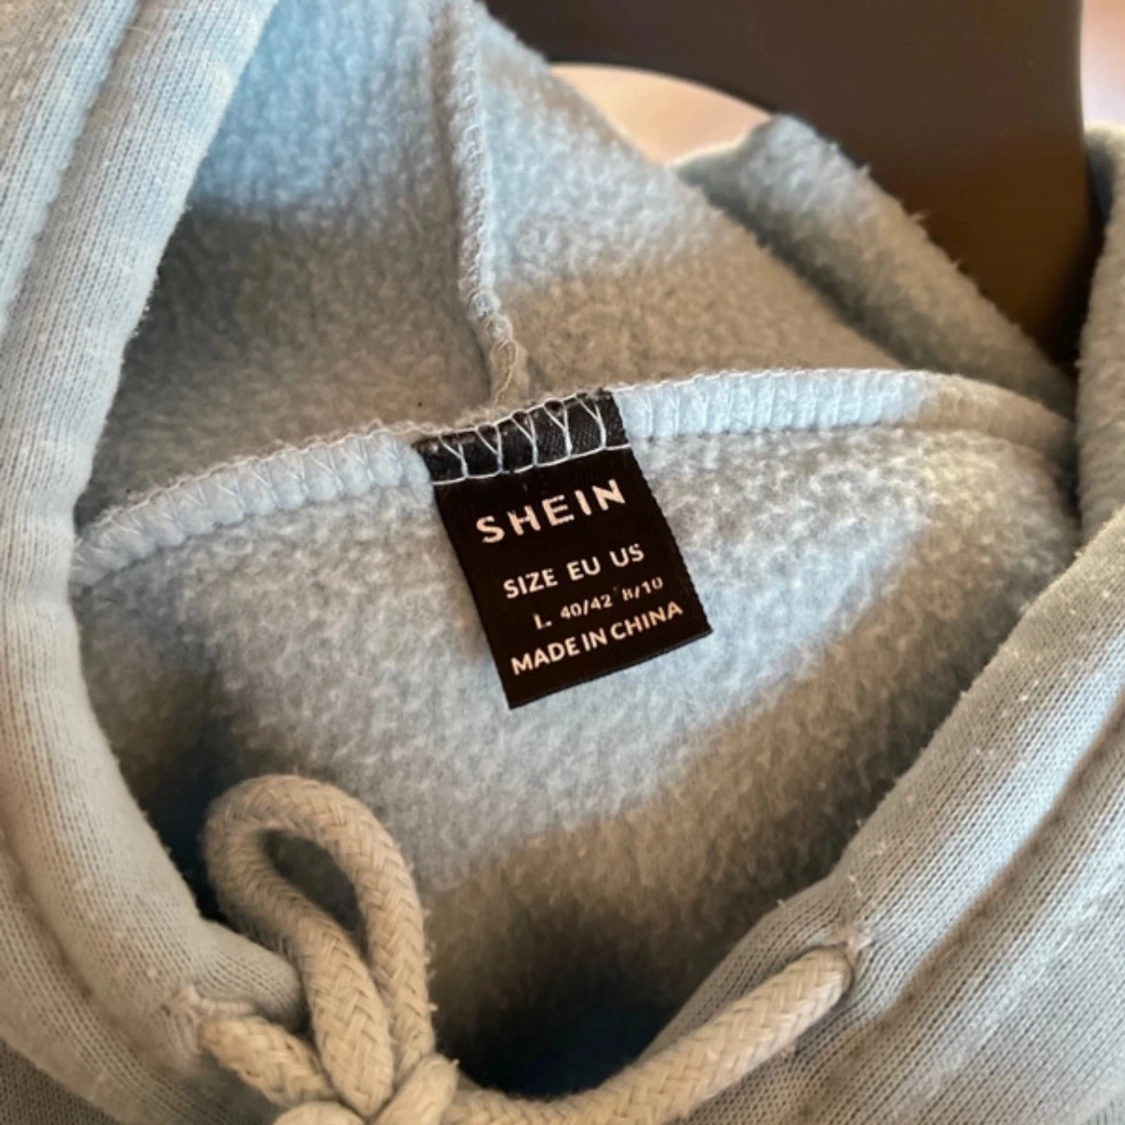 SHEIN
SIZE EU US
L 40/42 8/10
MADE IN CHINA